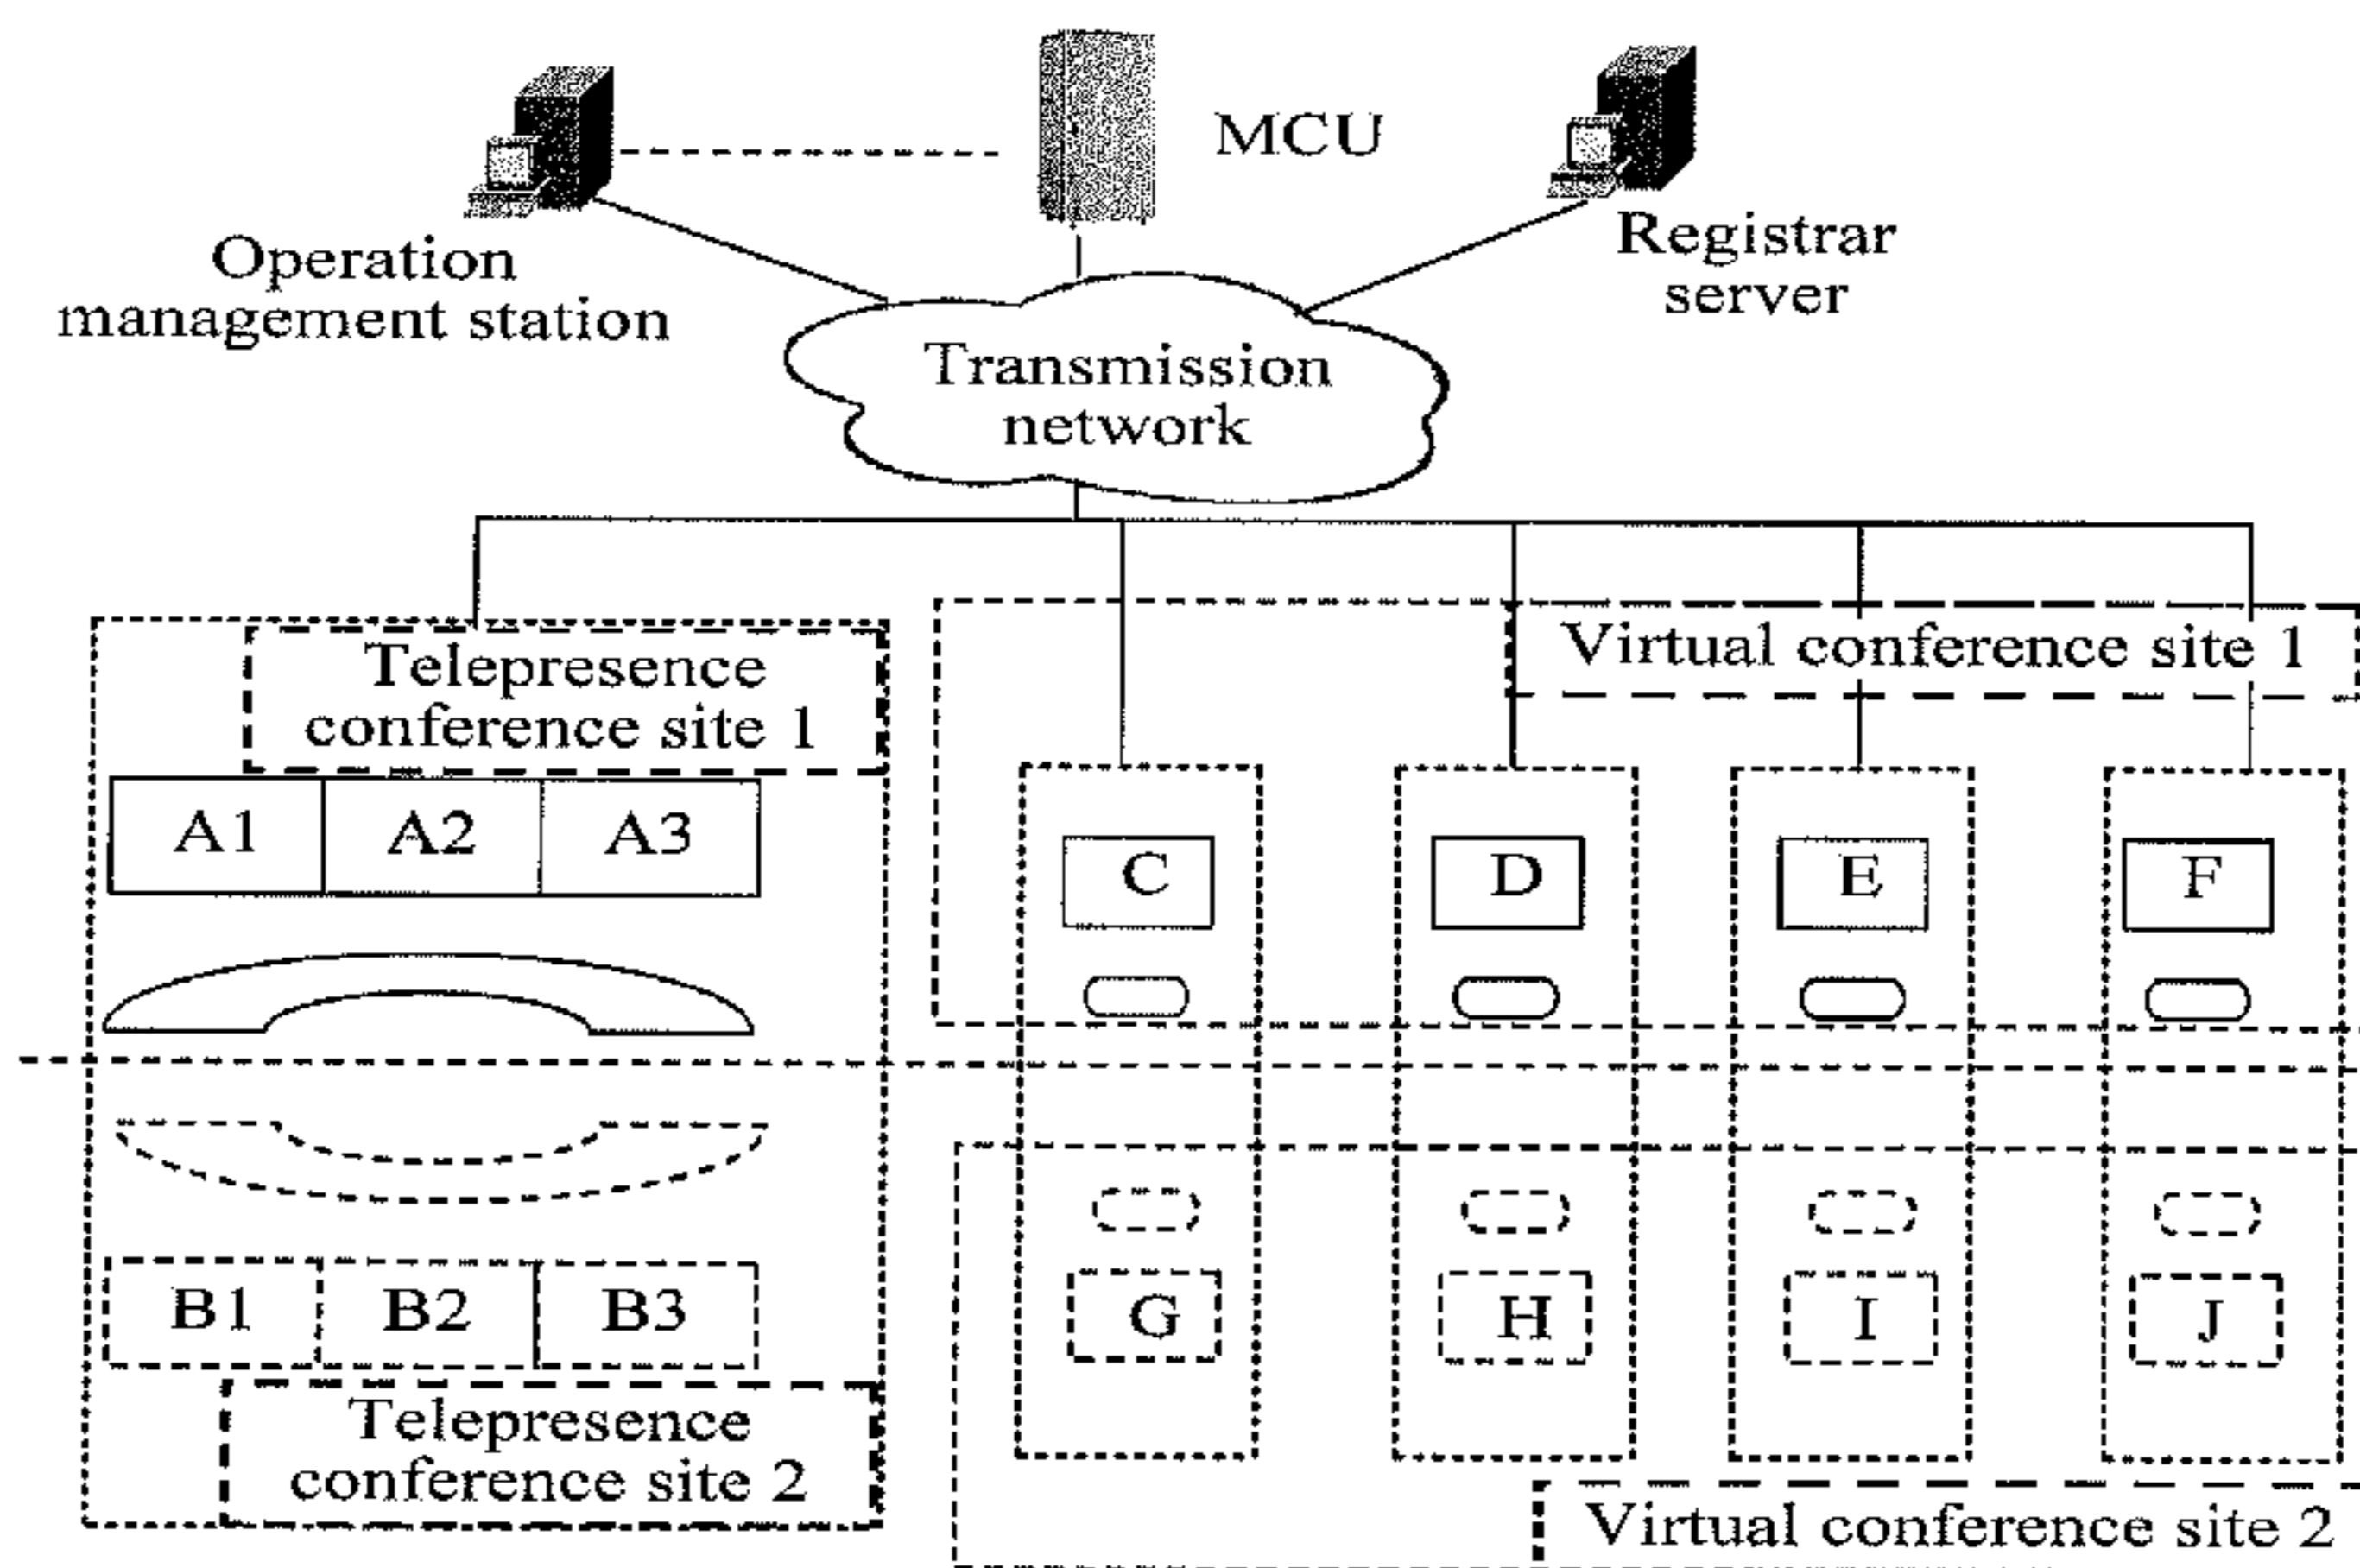 MCU
Operation
management station
Registrar
server
Transmission
network
Telepresence
conference site 1
Virtual conference site 1
A1 A2 A3
C D E F
B1 B2 B3
G H I J
Telepresence
conference site 2
Virtual conference site 2